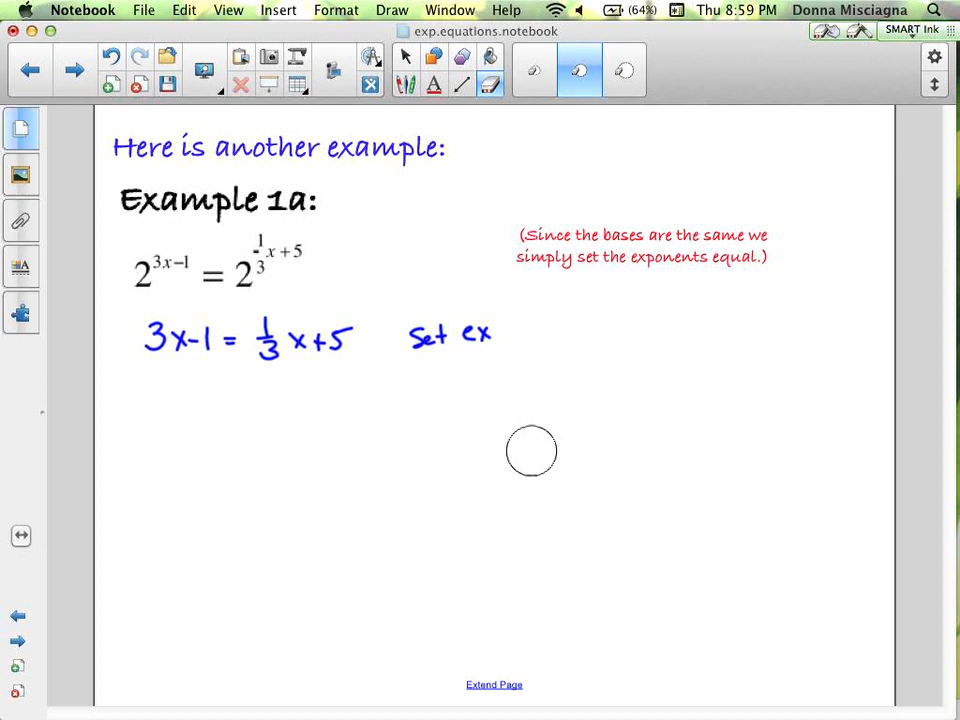 Notebook File Edit View Insert Format Draw Window Help (64%) Thu 8:59 PM Donna Misciagna
exp.equations.notebook
SMART Ink
Here is another example:
Example 1a:
2^{3x-1} = 2^{\frac{1}{3}x+5}
(Since the bases are the same we
simply set the exponents equal.)
3x-1 = \frac{1}{3}x+5 Set ex
Extend Page